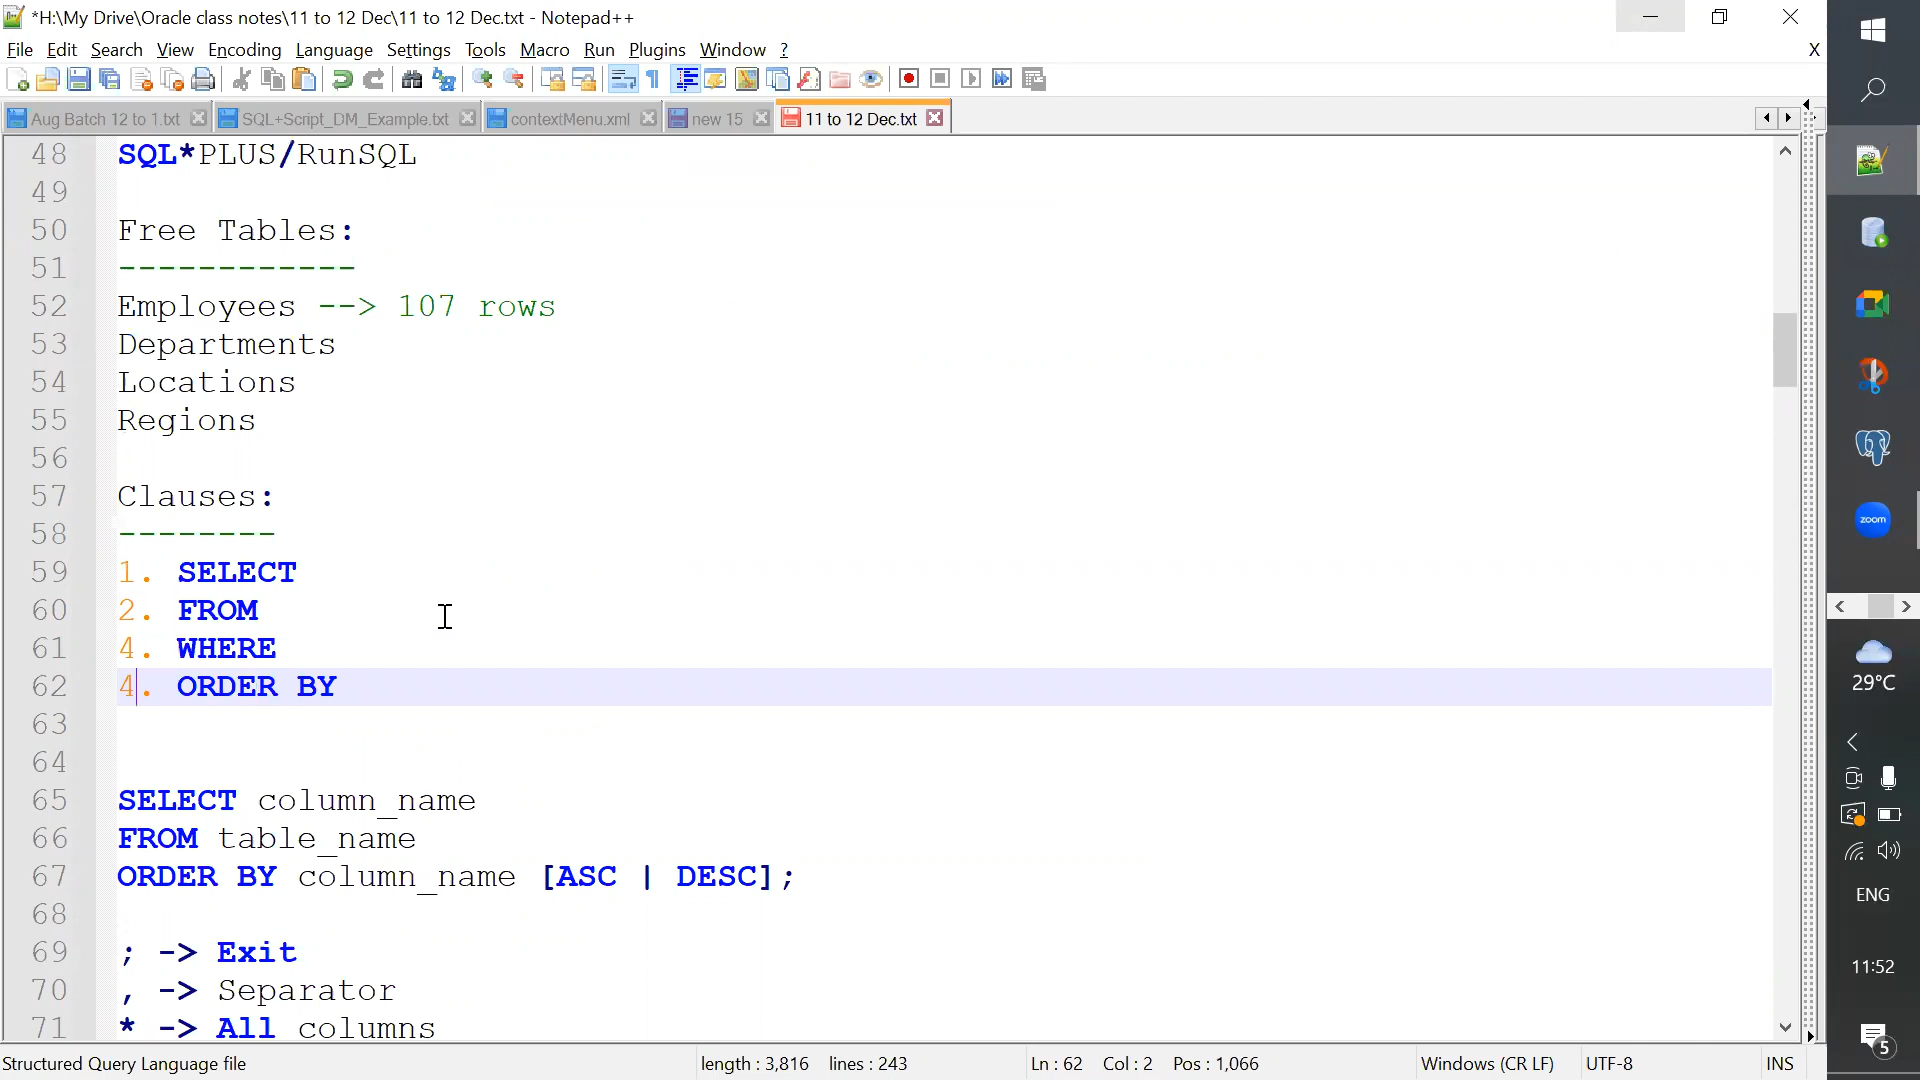 *H:\My Drive\Oracle class notes\11 to 12 Dec\11 to 12 Dec.txt - Notepad++
File Edit Search View Encoding Language Settings Tools Macro Run Plugins Window ? X
Aug Batch 12 to 1.txt SQL+Script_DM_Example.txt contextMenu.xml new 15 11 to 12 Dec.txt
48 SQL*PLUS/RunSQL
49
50 Free Tables:
51 ------------
52 Employees --> 107 rows
53 Departments
54 Locations
55 Regions
56
57 Clauses:
58 --------
59 1. SELECT
60 2. FROM
61 4. WHERE
62 4. ORDER BY
63
64
65 SELECT column_name
66 FROM table_name
67 ORDER BY column_name [ASC | DESC];
68
69 ; -> Exit
70 , -> Separator
71 * -> All columns
Structured Query Language file length : 3,816 lines : 243 Ln : 62 Col : 2 Pos : 1,066 Windows (CR LF) UTF-8 INS
zoom
29°C
ENG
11:52
5